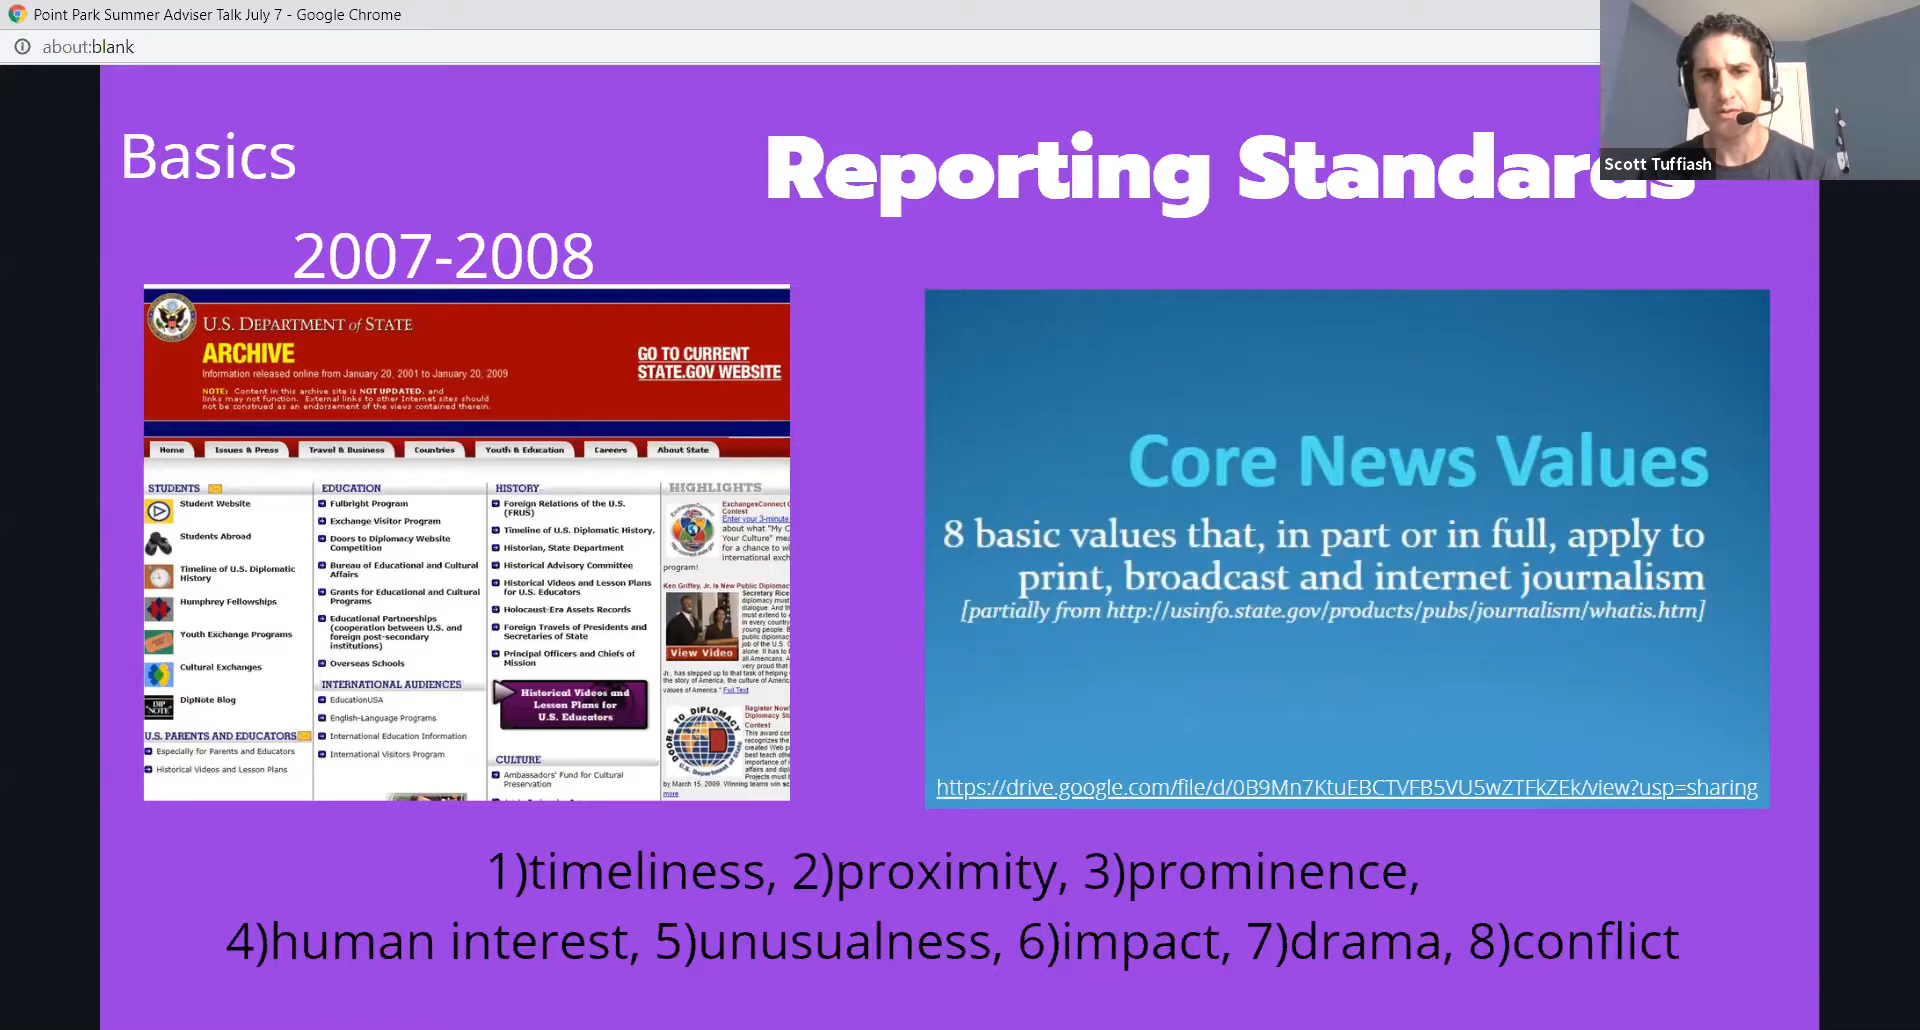 Point Park Summer Adviser Talk July 7 - Google Chrome
about:blank
Scott Tuffiash
Basics
Reporting Standards
2007-2008
U.S. DEPARTMENT of STATE
ARCHIVE
Information released online from January 20, 2001 to January 20, 2009
NOTE: Content in this archive site is NOT UPDATED, and
links may not function. External links to other Internet sites should
not be construed as an endorsement of the views contained therein.
GO TO CURRENT
STATE.GOV WEBSITE
Home
Issues & Press
Travel & Business
Countries
Youth & Education
Careers
About State
STUDENTS
Student Website
Students Abroad
Timeline of U.S. Diplomatic
History
Humphrey Fellowships
Youth Exchange Programs
Cultural Exchanges
DIP
NOTE
DipNote Blog
U.S. PARENTS AND EDUCATORS
Especially for Parents and Educators
Historical Videos and Lesson Plans
EDUCATION
Fulbright Program
Exchange Visitor Program
Doors to Diplomacy Website
Competition
Bureau of Educational and Cultural
Affairs
Grants for Educational and Cultural
Programs
Educational Partnerships
(cooperation between U.S. and
foreign post-secondary
institutions)
Overseas Schools
INTERNATIONAL AUDIENCES
EducationUSA
English-Language Programs
International Education Information
International Visitors Program
HISTORY
Foreign Relations of the U.S.
(FRUS)
Timeline of U.S. Diplomatic History.
Historian, State Department
Historical Advisory Committee
Historical Videos and Lesson Plans
for U.S. Educators
Holocaust-Era Assets Records
Foreign Travels of Presidents and
Secretaries of State
Principal Officers and Chiefs of
Mission
Historical Videos and
Lesson Plans for
U.S. Educators
CULTURE
Ambassadors' Fund for Cultural
Preservation
HIGHLIGHTS
ExchangesConnect
Contest
Enter your 3-minute
about what "My C
Your Culture" mea
for a chance to wi
international exch
program!
Ken Griffey, Jr. Is New Public Diplomac
Secretary Rice
diplomacy must
dialogue. And th
must extend to
in every country
young people. B
public diplomac
job of the U.S. G
alone. It has to
all Americans. A
very proud that
View Video
Jr., has stepped up to that task of helping
the story of America, the culture of America
values of America." Full Text
DOORS TO DIPLOMACY
U.S. Department of State
Register Now!
Diplomacy Stu
Contest
This award con
recognizes the
created Web p
best teach othe
importance of i
affairs and dipl
Projects must b
by March 15, 2009. Winning teams win sc
more
Core News Values
8 basic values that, in part or in full, apply to
print, broadcast and internet journalism
[partially from http://usinfo.state.gov/products/pubs/journalism/whatis.htm]
https://drive.google.com/file/d/0B9Mn7KtuEBCTVFB5VU5wZTFkZEk/view?usp=sharing
1)timeliness, 2)proximity, 3)prominence,
4)human interest, 5)unusualness, 6)impact, 7)drama, 8)conflict